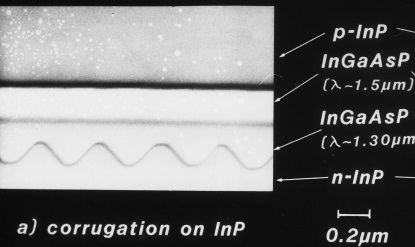 p-InP
InGaAsP
(λ~1.5μm)
InGaAsP
(λ~1.30μm)
n-InP
a) corrugation on InP
0.2μm